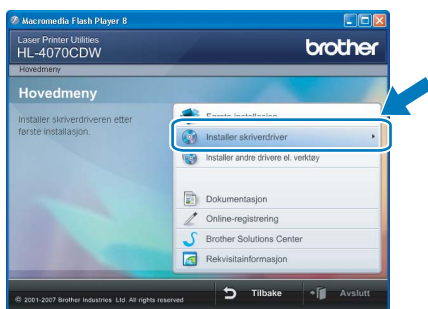 Macromedia Flash Player 8
Laser Printer Utilities
HL-4070CDW
brother
Hovedmeny
Hovedmeny
Installer skriverdriveren etter
første installasjon.
Første installasjon
Installer skriverdriver
Installer andre drivere el. verktøy
Dokumentasjon
Online-registrering
Brother Solutions Center
Rekvisitainformasjon
© 2001-2007 Brother Industries Ltd. All rights reserved
Tilbake
Avslutt